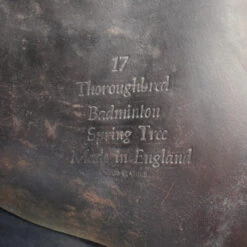 17
Thoroughbred
Badminton
Spring Tree
Made in England